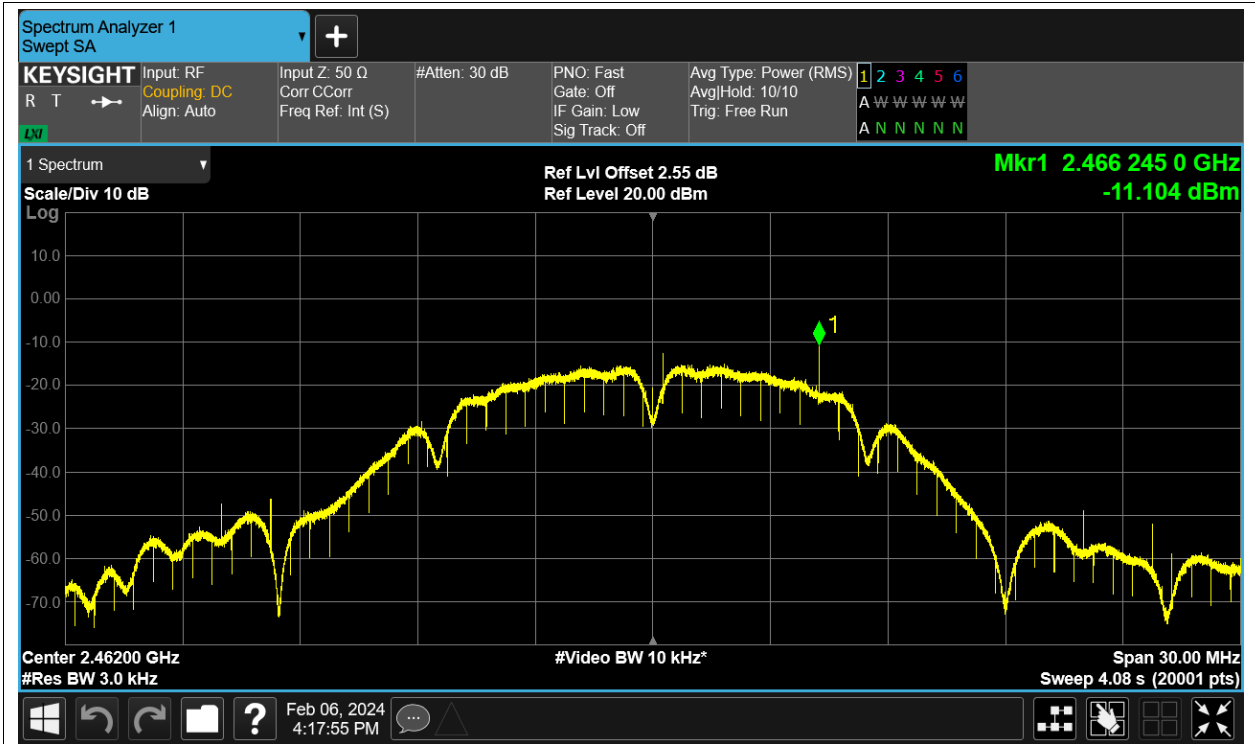 Spectrum Analyzer 1
Swept SA
KEYSIGHT
R T
LXI
Input: RF
Coupling: DC
Align: Auto
Input Z: 50 Ω
Corr CCorr
Freq Ref: Int (S)
#Atten: 30 dB
PNO: Fast
Gate: Off
IF Gain: Low
Sig Track: Off
Avg Type: Power (RMS)
Avg|Hold: 10/10
Trig: Free Run
1 2 3 4 5 6
A W W W W W
A N N N N N
1 Spectrum
Scale/Div 10 dB
Log
Ref Lvl Offset 2.55 dB
Ref Level 20.00 dBm
Mkr1 2.466 245 0 GHz
-11.104 dBm
10.0
0.00
1
-10.0
-20.0
-30.0
-40.0
-50.0
-60.0
-70.0
Center 2.46200 GHz
#Video BW 10 kHz*
Span 30.00 MHz
#Res BW 3.0 kHz
Sweep 4.08 s (20001 pts)
?
Feb 06, 2024
4:17:55 PM